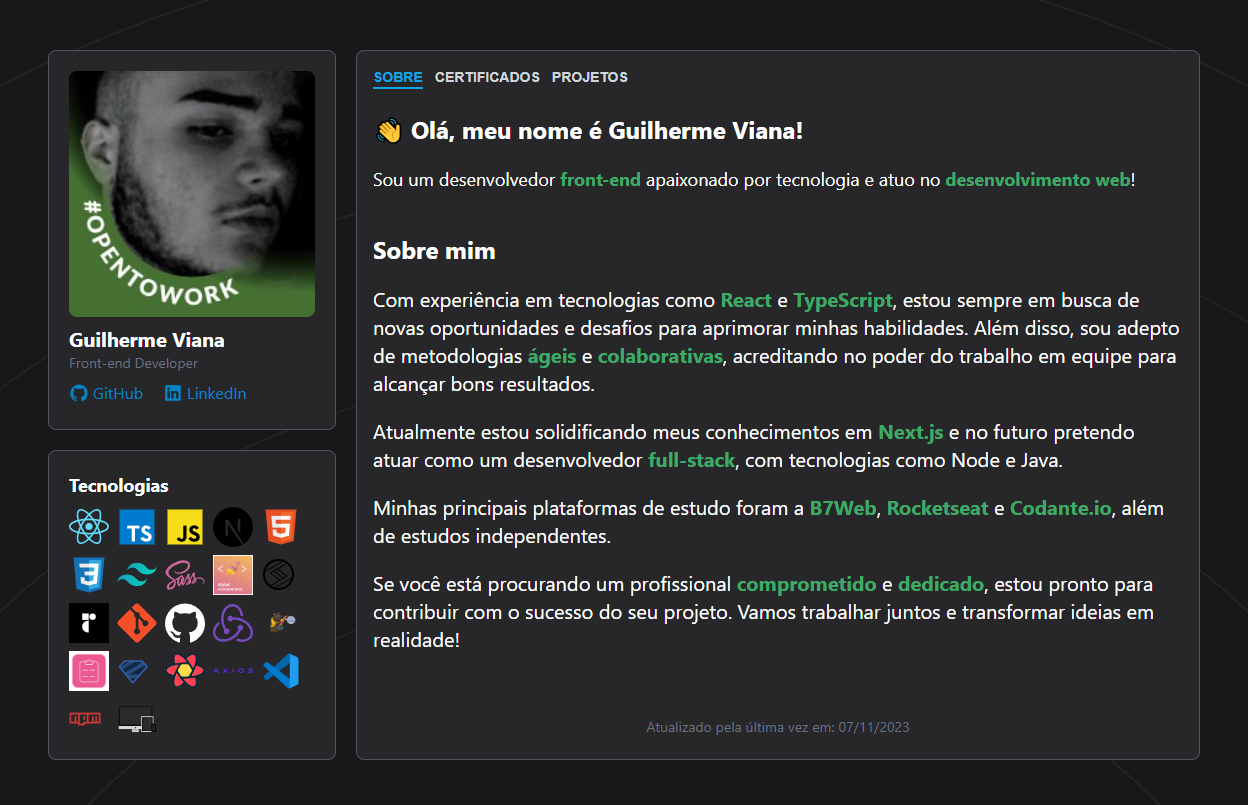 #OPENTOWORK
Guilherme Viana
Front-end Developer
GitHub LinkedIn
Tecnologias
TS JS N 5
3 Sass
r
AXIOS
npm
SOBRE CERTIFICADOS PROJETOS
👋 Olá, meu nome é Guilherme Viana!
Sou um desenvolvedor front-end apaixonado por tecnologia e atuo no desenvolvimento web!
Sobre mim
Com experiência em tecnologias como React e TypeScript, estou sempre em busca de
novas oportunidades e desafios para aprimorar minhas habilidades. Além disso, sou adepto
de metodologias ágeis e colaborativas, acreditando no poder do trabalho em equipe para
alcançar bons resultados.
Atualmente estou solidificando meus conhecimentos em Next.js e no futuro pretendo
atuar como um desenvolvedor full-stack, com tecnologias como Node e Java.
Minhas principais plataformas de estudo foram a B7Web, Rocketseat e Codante.io, além
de estudos independentes.
Se você está procurando um profissional comprometido e dedicado, estou pronto para
contribuir com o sucesso do seu projeto. Vamos trabalhar juntos e transformar ideias em
realidade!
Atualizado pela última vez em: 07/11/2023